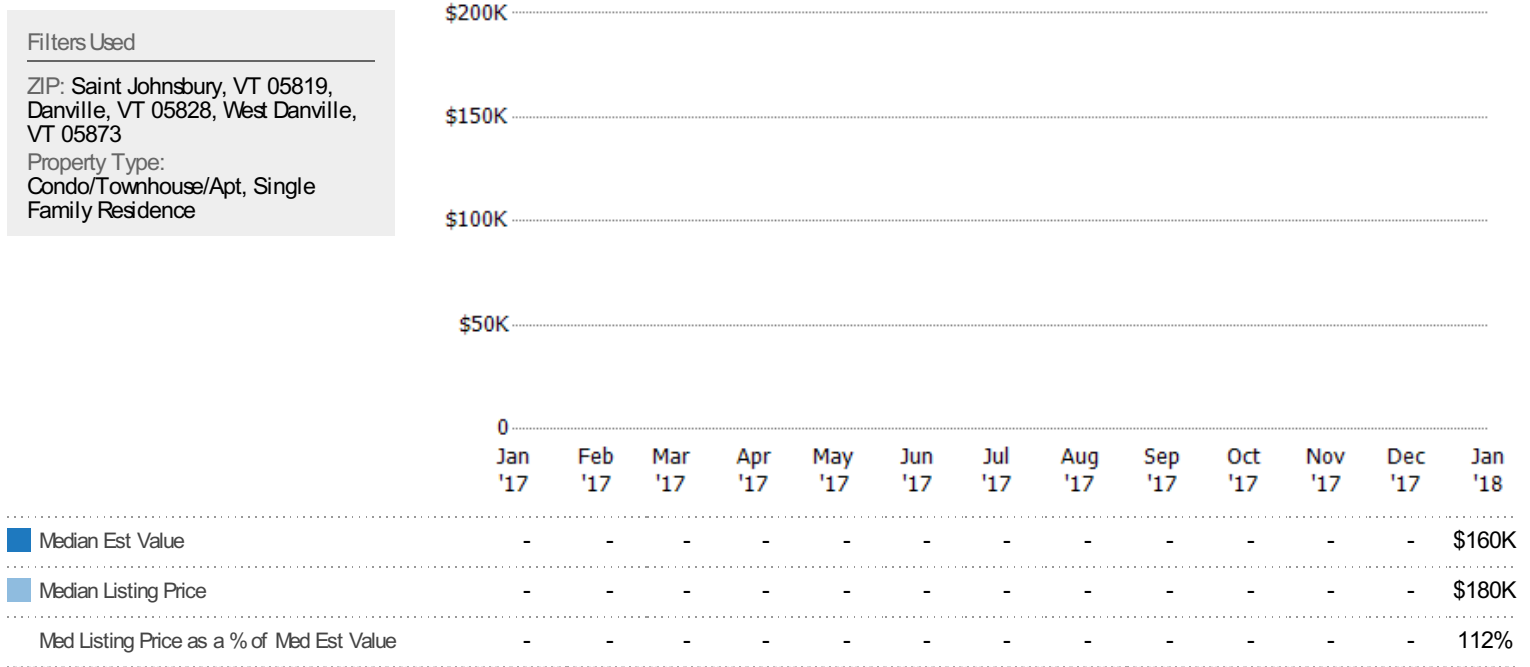 Filters Used
ZIP: Saint Johnsbury, VT 05819,
Danville, VT 05828, West Danville,
VT 05873
Property Type:
Condo/Townhouse/Apt, Single
Family Residence
$200K
$150K
$100K
$50K
0
Jan Feb Mar Apr May Jun Jul Aug Sep Oct Nov Dec Jan
'17 '17 '17 '17 '17 '17 '17 '17 '17 '17 '17 '17 '18
Median Est Value - - - - - - - - - - - - $160K
Median Listing Price - - - - - - - - - - - - $180K
Med Listing Price as a % of Med Est Value - - - - - - - - - - - - 112%